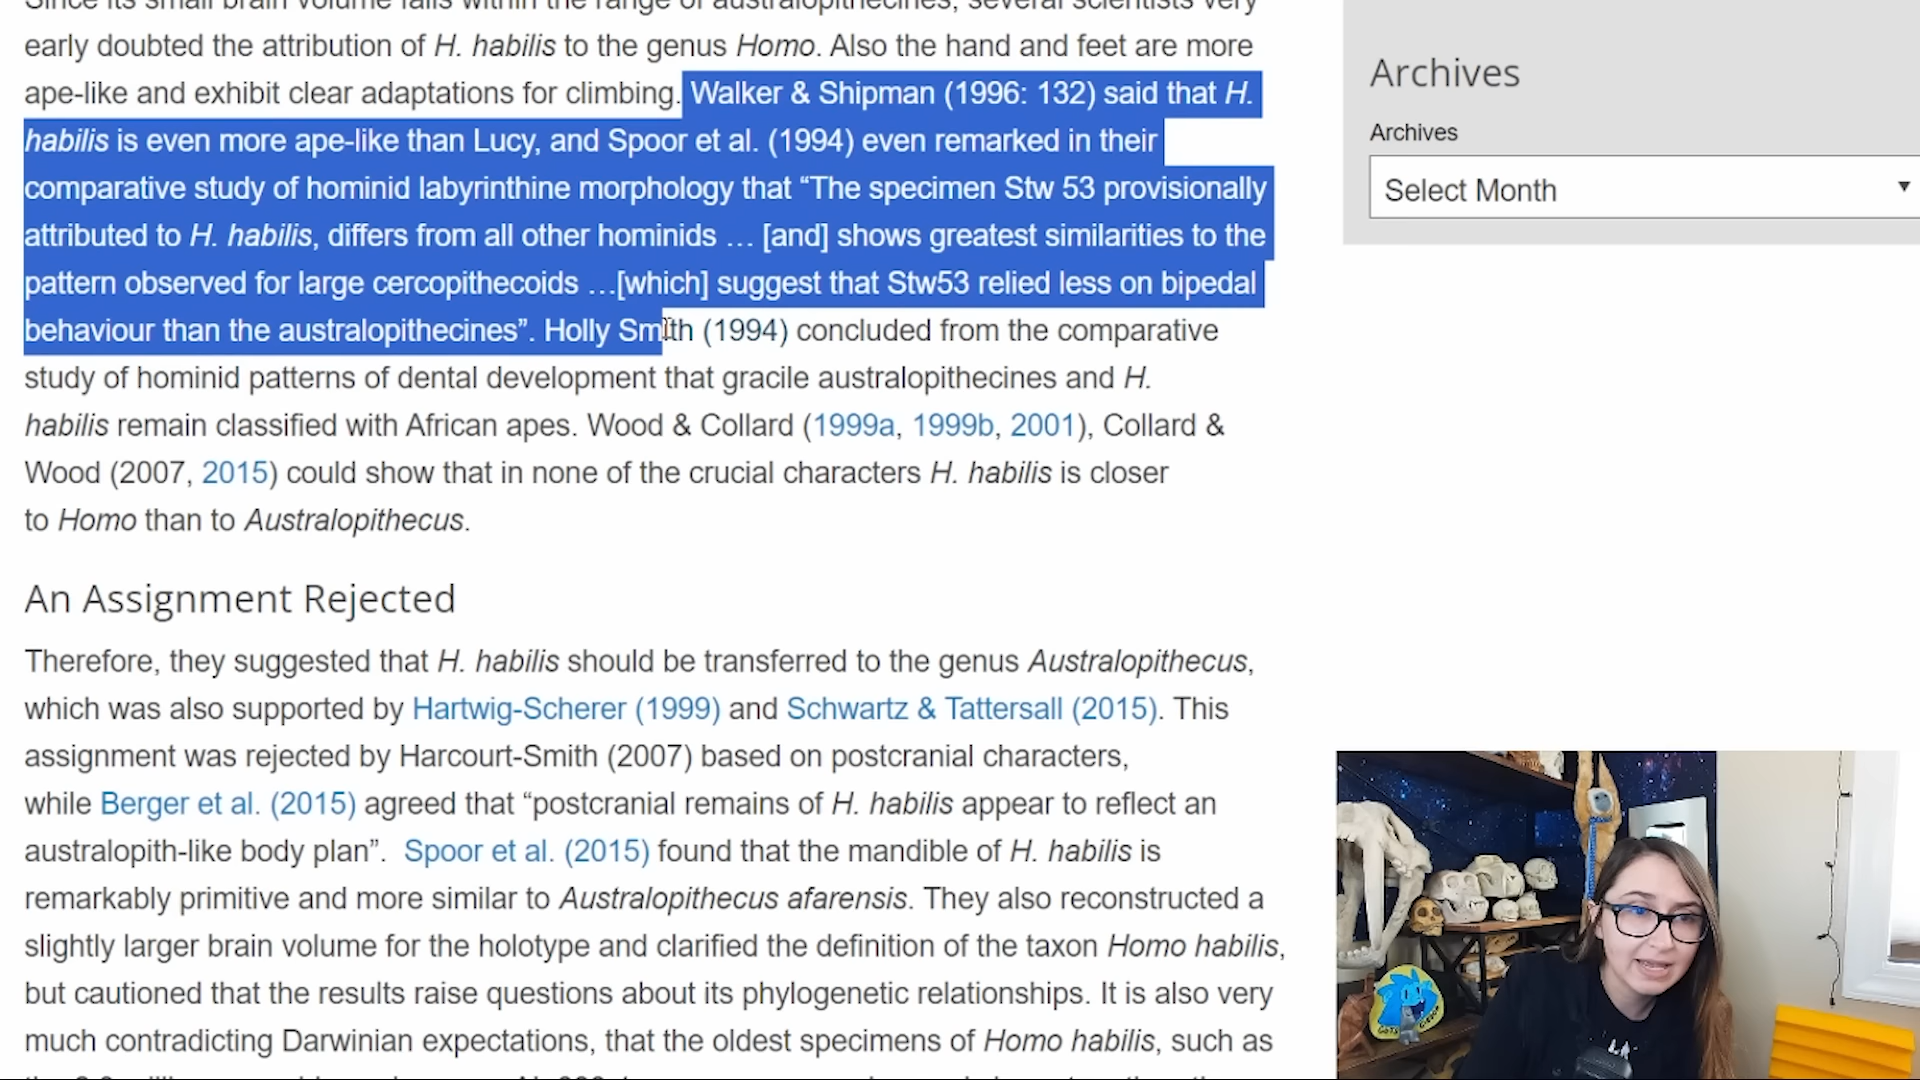 Since its small brain volume falls within the range of australopithecines, several scientists very
early doubted the attribution of H. habilis to the genus Homo. Also the hand and feet are more
ape-like and exhibit clear adaptations for climbing. Walker & Shipman (1996: 132) said that H.
habilis is even more ape-like than Lucy, and Spoor et al. (1994) even remarked in their
comparative study of hominid labyrinthine morphology that “The specimen Stw 53 provisionally
attributed to H. habilis, differs from all other hominids … [and] shows greatest similarities to the
pattern observed for large cercopithecoids …[which] suggest that Stw53 relied less on bipedal
behaviour than the australopithecines”. Holly Smith (1994) concluded from the comparative
study of hominid patterns of dental development that gracile australopithecines and H.
habilis remain classified with African apes. Wood & Collard (1999a, 1999b, 2001), Collard &
Wood (2007, 2015) could show that in none of the crucial characters H. habilis is closer
to Homo than to Australopithecus.
An Assignment Rejected
Therefore, they suggested that H. habilis should be transferred to the genus Australopithecus,
which was also supported by Hartwig-Scherer (1999) and Schwartz & Tattersall (2015). This
assignment was rejected by Harcourt-Smith (2007) based on postcranial characters,
while Berger et al. (2015) agreed that “postcranial remains of H. habilis appear to reflect an
australopith-like body plan”. Spoor et al. (2015) found that the mandible of H. habilis is
remarkably primitive and more similar to Australopithecus afarensis. They also reconstructed a
slightly larger brain volume for the holotype and clarified the definition of the taxon Homo habilis,
but cautioned that the results raise questions about its phylogenetic relationships. It is also very
much contradicting Darwinian expectations, that the oldest specimens of Homo habilis, such as
Archives
Archives
Select Month